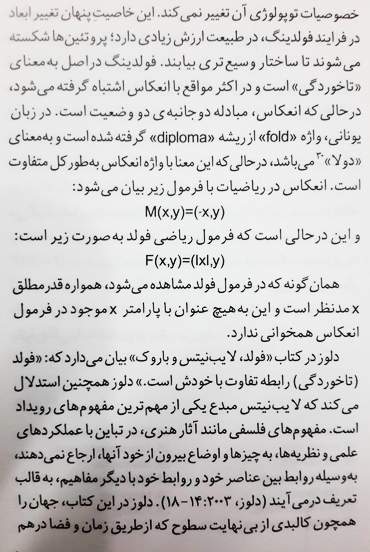 خصوصیات توپولوژی آن تغییر نمی‌کند. این خاصیتِ پنهان تغییر ابعاد
در فرایند فولدینگ، در طبیعت ارزش زیادی دارد؛ پروتئین‌ها شکسته
می‌شوند تا ساختار وسیع‌تری بیابند. فولدینگ دراصل به‌معنای
«تاخوردگی» است و در اکثر مواقع با انعکاس اشتباه گرفته می‌شود،
درحالی‌که انعکاس، مبادله دوجانبه‌ی دو وضعیت است. در زبان
یونانی، واژه «fold» از ریشه «diploma» گرفته شده است و به‌معنای
«دولا»۳۰ می‌باشد، درحالی‌که این معنا با واژه انعکاس به‌طور کل متفاوت
است. انعکاس در ریاضیات با فرمول زیر بیان می‌شود:
M(x,y)=(-x,y)
و این درحالی است که فرمول ریاضی فولد به‌صورت زیر است:
F(x,y)=(lxl,y)
همان گونه که در فرمول فولد مشاهده می‌شود، همواره قدرمطلق
x مدنظر است و این به‌هیچ عنوان با پارامتر x موجود در فرمول
انعکاس همخوانی ندارد.
دلوز در کتاب «فولد، لایب‌نیتس و باروک» بیان می‌دارد که: «فولد
(تاخوردگی) رابطه تفاوت با خودش است.» دلوز همچنین استدلال
می‌کند که لایب‌نیتس مبدع یکی از مهم‌ترین مفهوم‌های رویداد
است. مفهوم‌های فلسفی مانند آثار هنری، در تباین با عملکردهای
علمی و نظریه‌ها، به چیزها و اوضاع بیرون از خود آنها، ارجاع نمی‌دهند،
به‌وسیله روابط بین عناصر خود و روابط خود با دیگر مفاهیم، به قالب
تعریف درمی‌آیند (دلوز، ۲۰۰۳:۱۴-۱۸). دلوز در این کتاب، جهان را
همچون کالبدی از بی‌نهایت سطوح که ازطریق زمان و فضا درهم